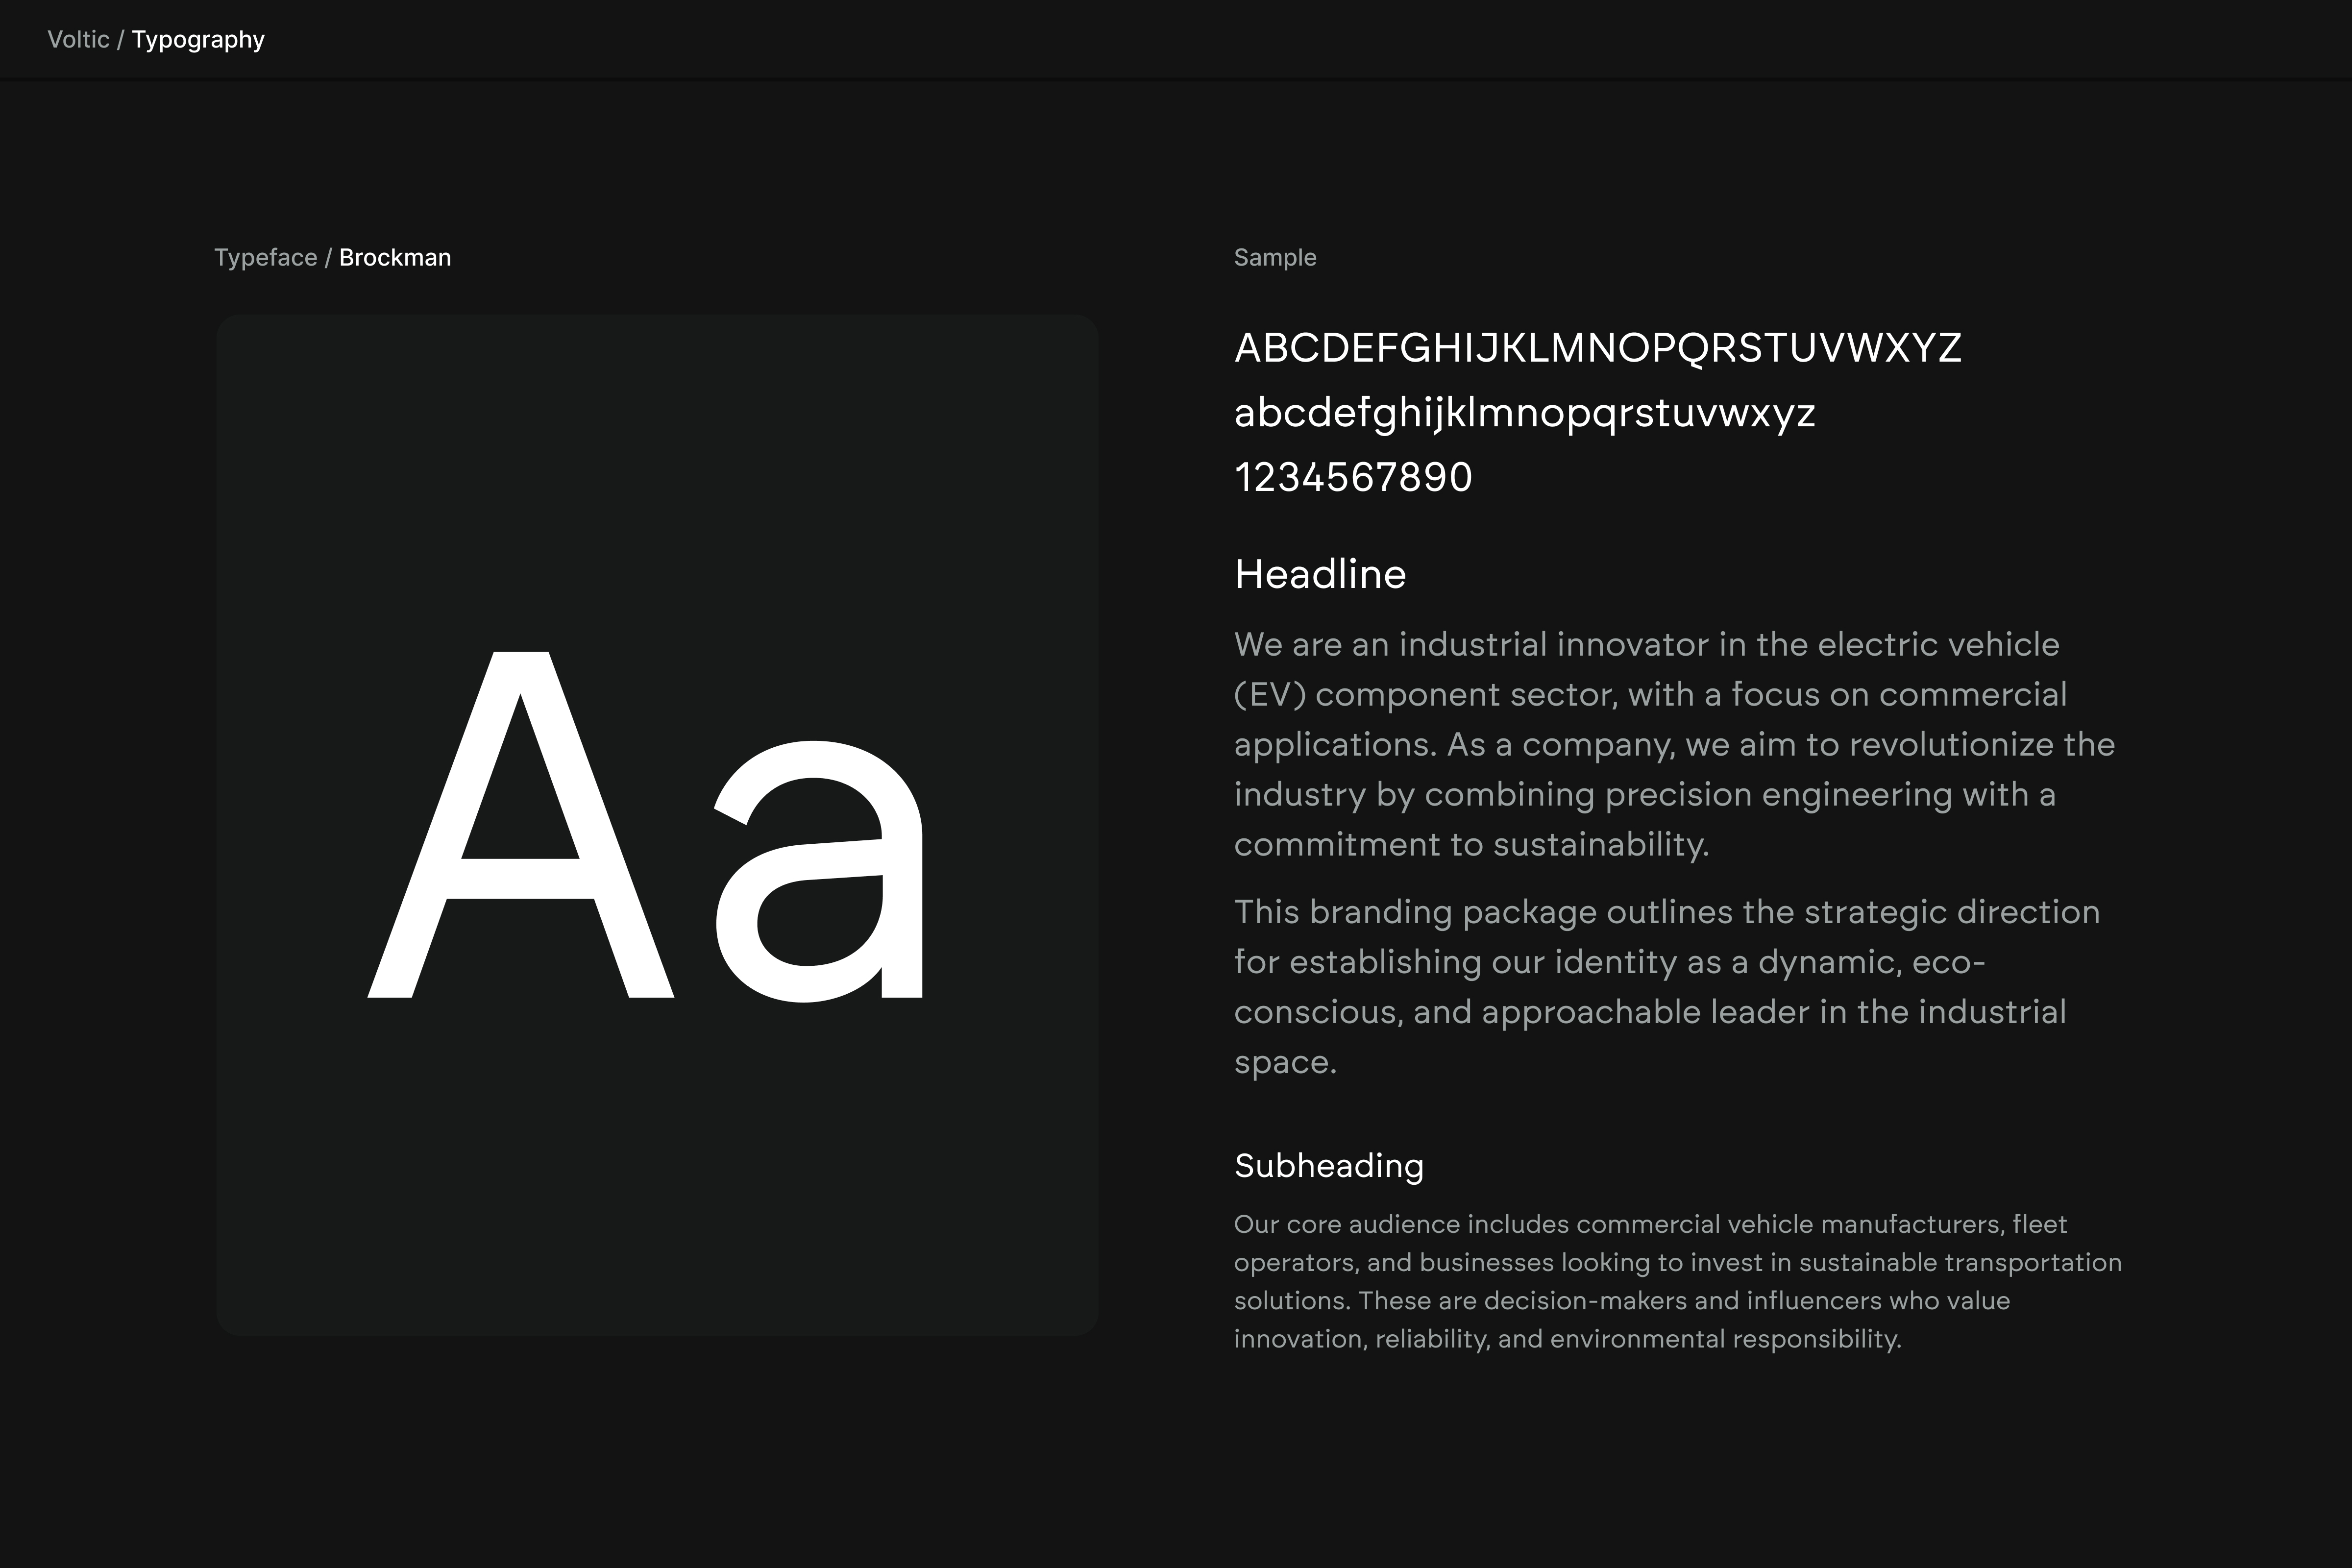 Voltic / Typography
Typeface / Brockman
Aa
Sample
ABCDEFGHIJKLMNOPQRSTUVWXYZ
abcdefghijklmnopqrstuvwxyz
1234567890
Headline
We are an industrial innovator in the electric vehicle
(EV) component sector, with a focus on commercial
applications. As a company, we aim to revolutionize the
industry by combining precision engineering with a
commitment to sustainability.
This branding package outlines the strategic direction
for establishing our identity as a dynamic, eco-
conscious, and approachable leader in the industrial
space.
Subheading
Our core audience includes commercial vehicle manufacturers, fleet
operators, and businesses looking to invest in sustainable transportation
solutions. These are decision-makers and influencers who value
innovation, reliability, and environmental responsibility.